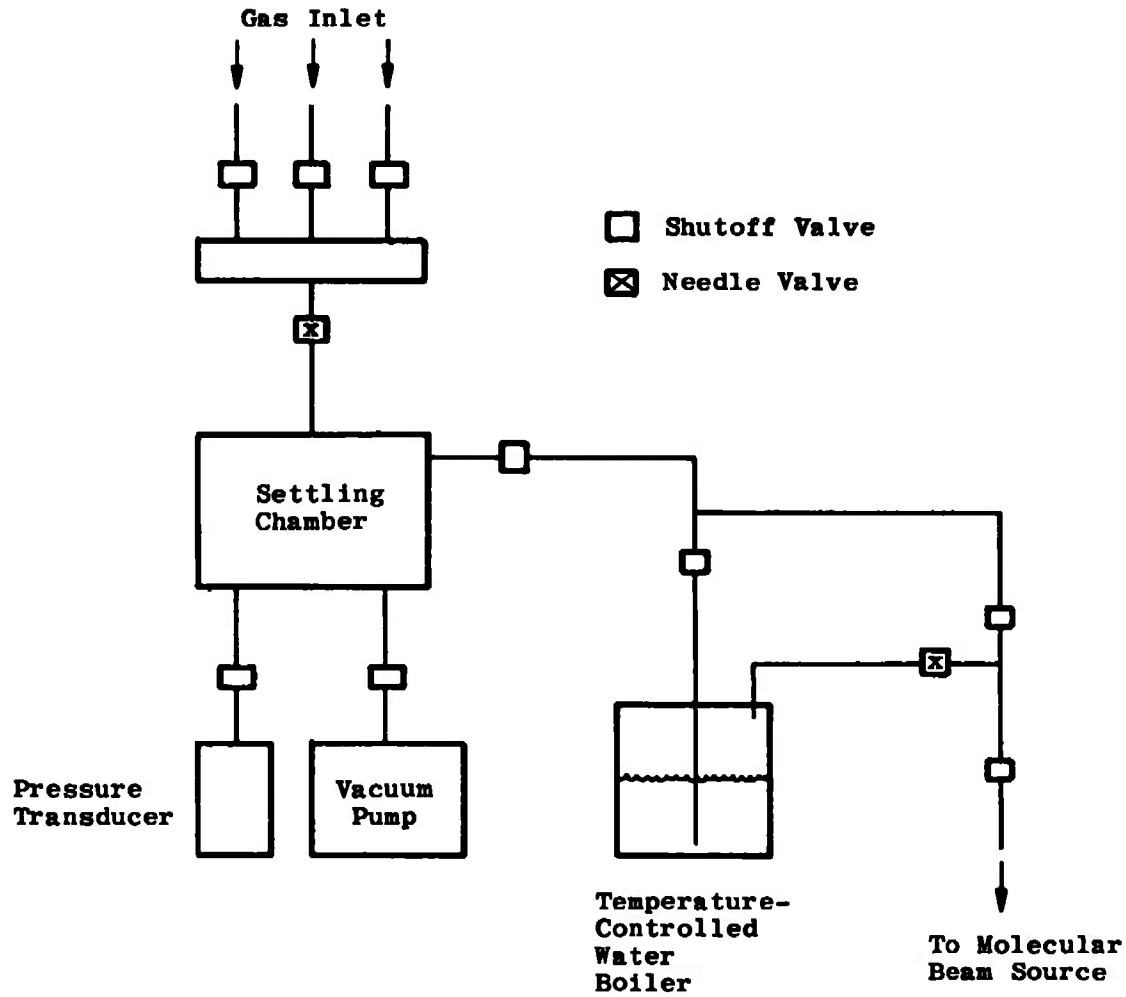 Gas Inlet
Shutoff Valve
Needle Valve
Settling
Chamber
Pressure
Transducer
Vacuum
Pump
Temperature-
Controlled
Water
Boiler
To Molecular
Beam Source